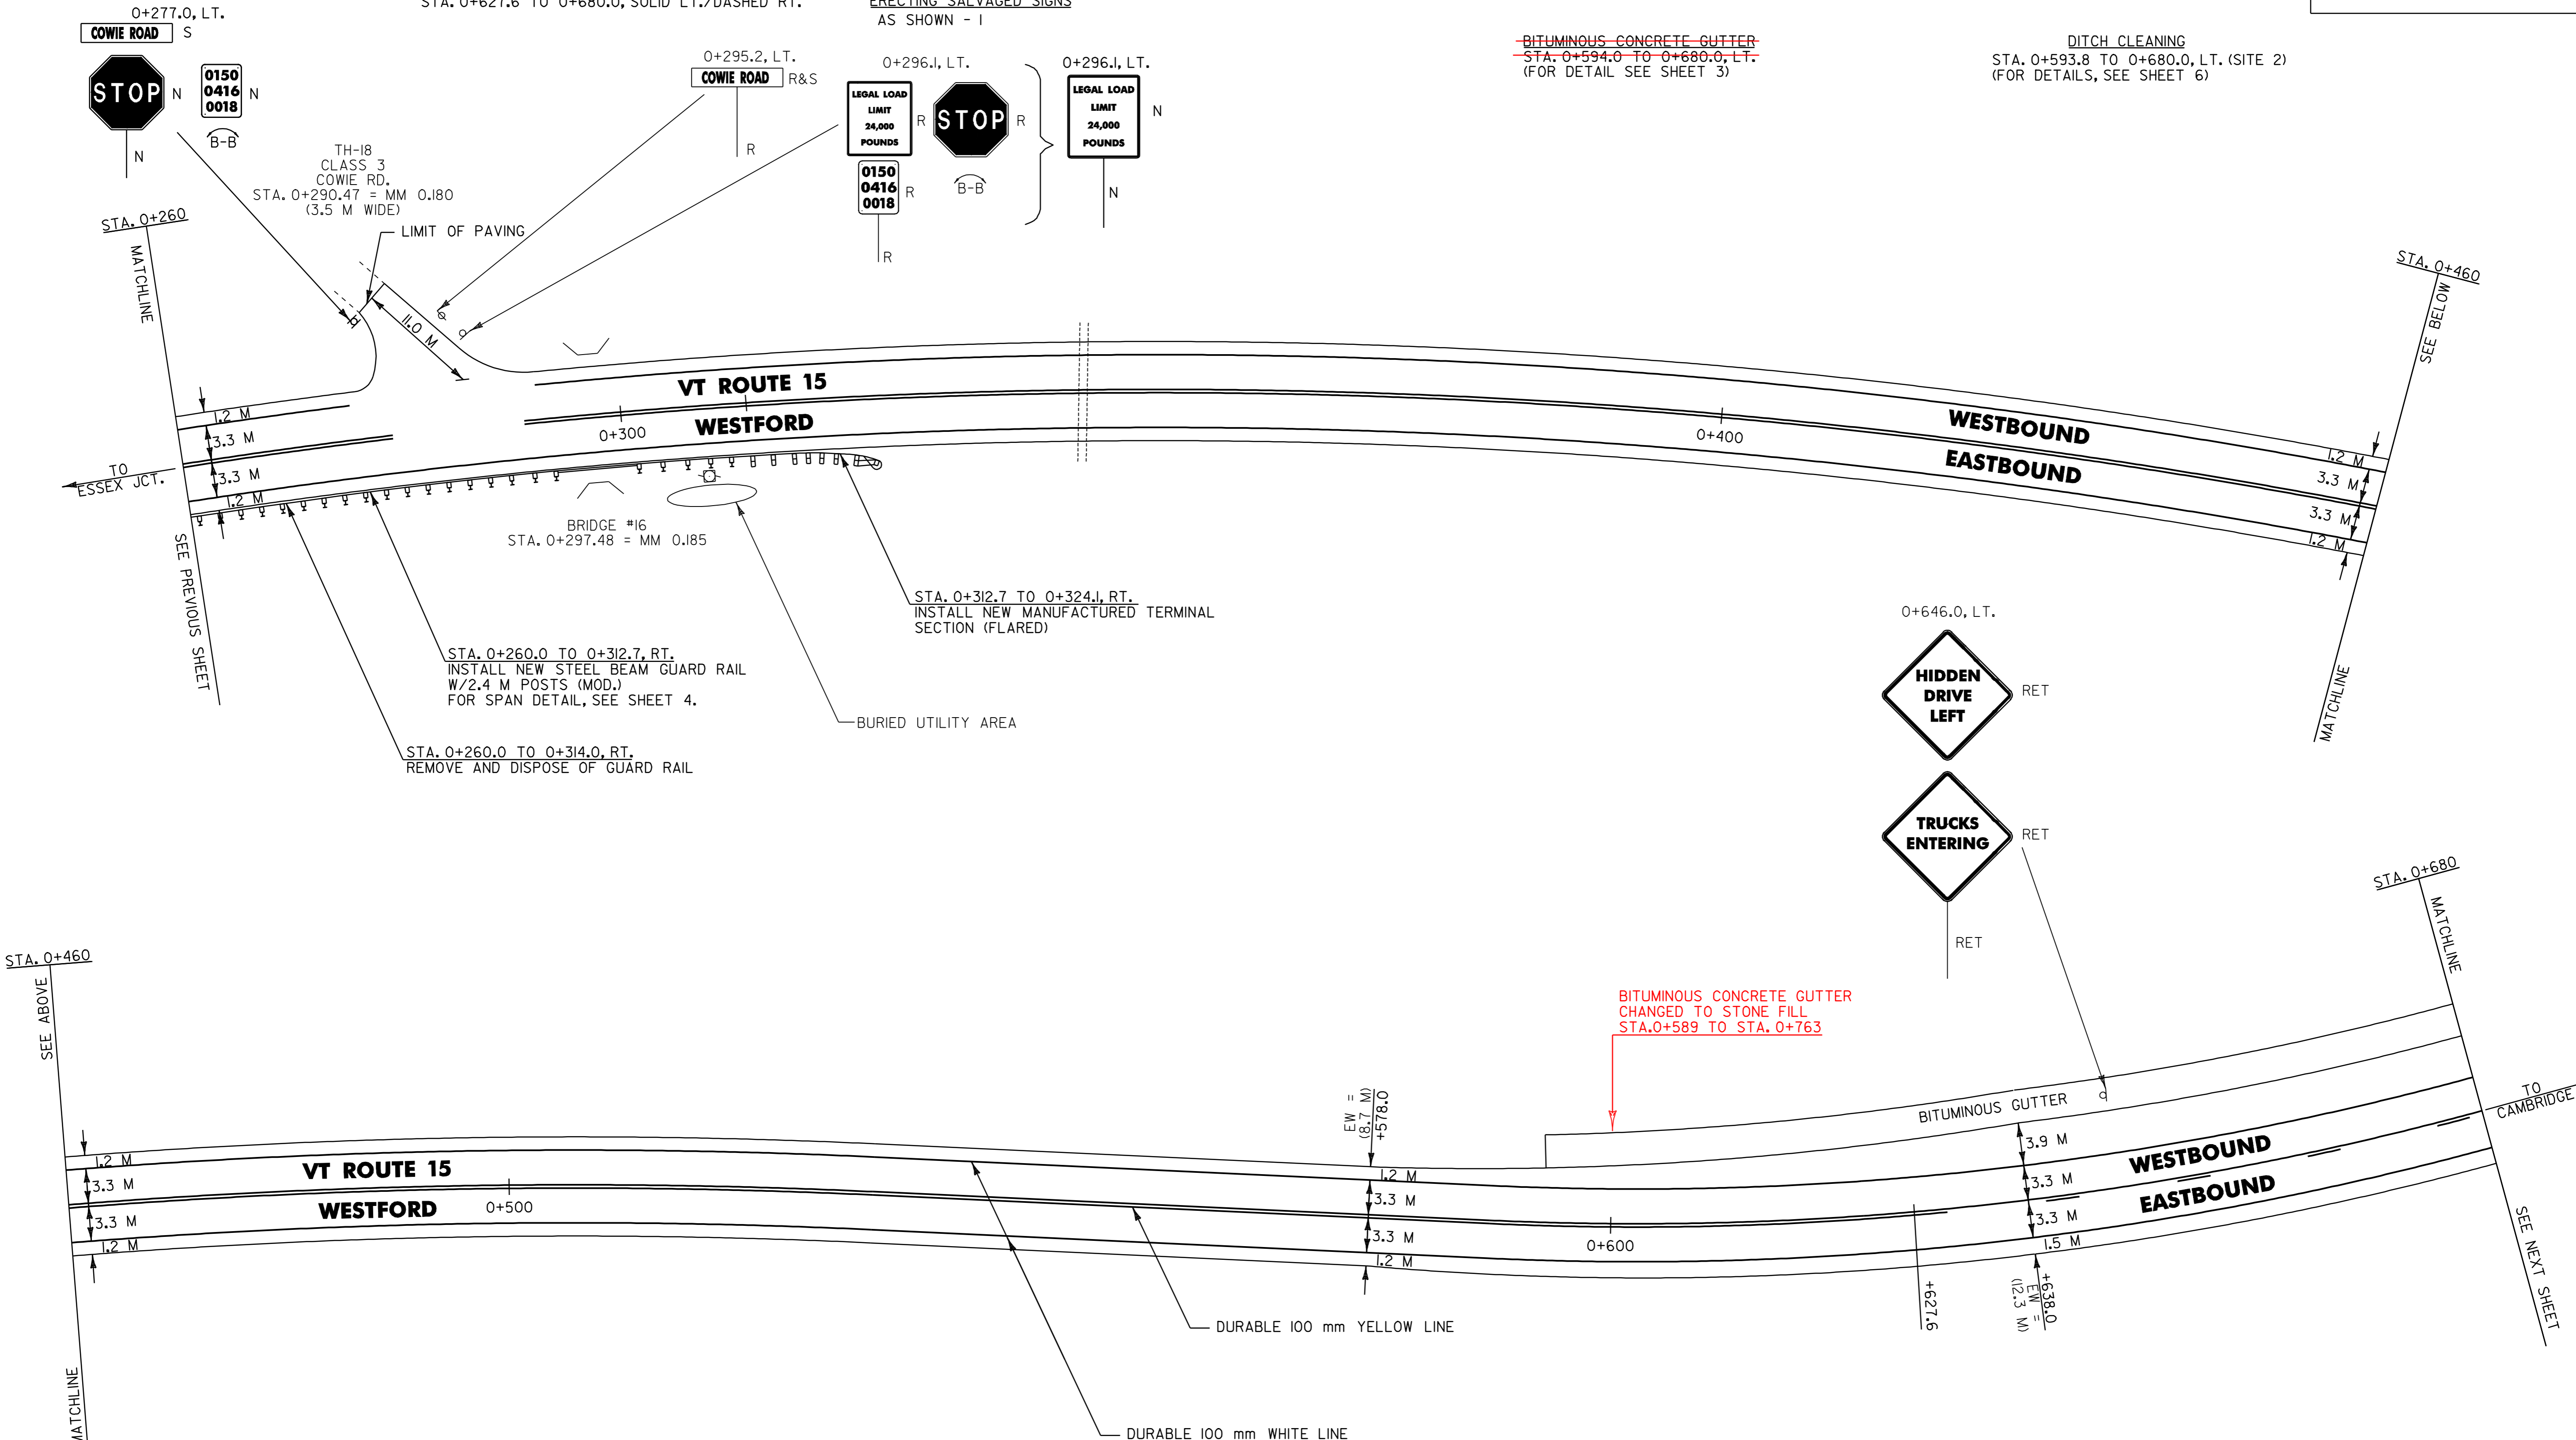 STA. 0+627.6 TO 0+680.0, SOLID LT./DASHED RT.
ERECTING SALVAGED SIGNS
AS SHOWN - 1
BITUMINOUS CONCRETE GUTTER
STA. 0+594.0 TO 0+680.0, LT.
(FOR DETAIL SEE SHEET 3)
DITCH CLEANING
STA. 0+593.8 TO 0+680.0, LT. (SITE 2)
(FOR DETAILS, SEE SHEET 6)
0+277.0, LT.
COWIE ROAD S
STOP N
0150
0416 N
0018
B-B
N
0+295.2, LT.
COWIE ROAD R&S
R
0+296.1, LT.
LEGAL LOAD
LIMIT
24,000
POUNDS
R
STOP R
0150
0416 R
0018
B-B
R
0+296.1, LT.
LEGAL LOAD
LIMIT
24,000
POUNDS
N
N
TH-18
CLASS 3
COWIE RD.
STA. 0+290.47 = MM 0.180
(3.5 M WIDE)
LIMIT OF PAVING
STA. 0+260
MATCHLINE
SEE PREVIOUS SHEET
11.0 M
1.2 M
3.3 M
3.3 M
1.2 M
TO
ESSEX JCT.
VT ROUTE 15
WESTFORD
0+300
0+400
WESTBOUND
EASTBOUND
1.2 M
3.3 M
3.3 M
1.2 M
STA. 0+460
SEE BELOW
MATCHLINE
BRIDGE #16
STA. 0+297.48 = MM 0.185
STA. 0+312.7 TO 0+324.1, RT.
INSTALL NEW MANUFACTURED TERMINAL
SECTION (FLARED)
STA. 0+260.0 TO 0+312.7, RT.
INSTALL NEW STEEL BEAM GUARD RAIL
W/2.4 M POSTS (MOD.)
FOR SPAN DETAIL, SEE SHEET 4.
BURIED UTILITY AREA
STA. 0+260.0 TO 0+314.0, RT.
REMOVE AND DISPOSE OF GUARD RAIL
0+646.0, LT.
HIDDEN
DRIVE
LEFT
RET
TRUCKS
ENTERING
RET
RET
STA. 0+460
SEE ABOVE
MATCHLINE
1.2 M
3.3 M
3.3 M
1.2 M
VT ROUTE 15
WESTFORD
0+500
EW =
(8.7 M)
+578.0
1.2 M
3.3 M
3.3 M
1.2 M
BITUMINOUS CONCRETE GUTTER
CHANGED TO STONE FILL
STA.0+589 TO STA. 0+763
0+600
BITUMINOUS GUTTER
3.9 M
3.3 M
3.3 M
1.5 M
+627.6
+638.0
EW =
(12.3 M)
WESTBOUND
EASTBOUND
STA. 0+680
MATCHLINE
SEE NEXT SHEET
TO
CAMBRIDGE
DURABLE 100 mm YELLOW LINE
DURABLE 100 mm WHITE LINE